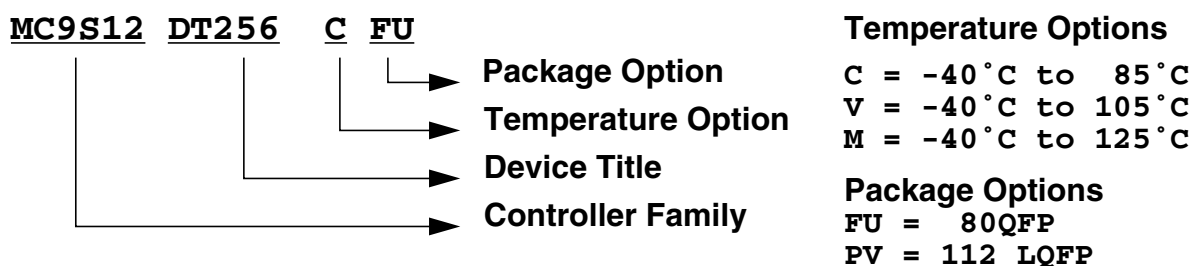 MC9S12 DT256 C FU
Package Option
Temperature Option
Device Title
Controller Family
Temperature Options
C = -40˚C to 85˚C
V = -40˚C to 105˚C
M = -40˚C to 125˚C
Package Options
FU = 80QFP
PV = 112 LQFP